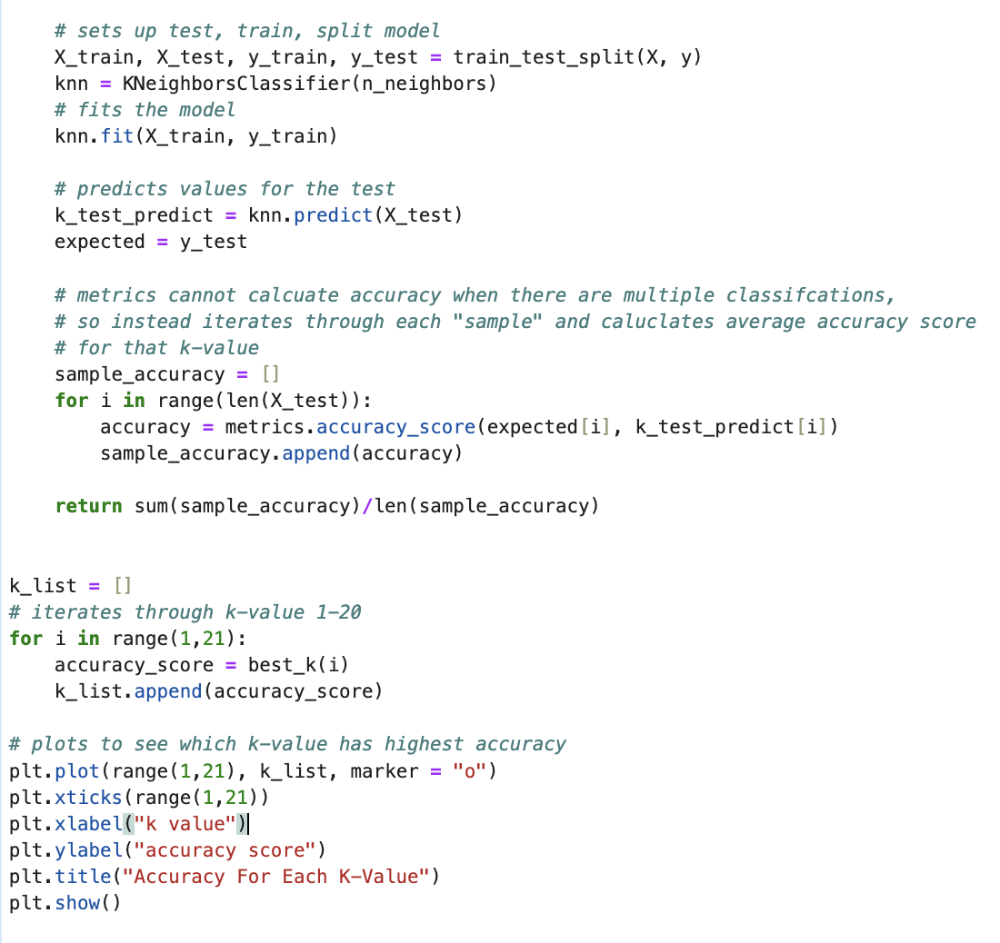 # sets up test, train, split model
X_train, X_test, y_train, y_test = train_test_split(X, y)
knn = KNeighborsClassifier(n_neighbors)
# fits the model
knn.fit(X_train, y_train)
# predicts values for the test
k_test_predict = knn.predict(X_test)
expected = y_test
# metrics cannot calcuate accuracy when there are multiple classifcations,
# so instead iterates through each "sample" and caluclates average accuracy score
# for that k-value
sample_accuracy = []
for i in range(len(X_test)):
accuracy = metrics.accuracy_score(expected[i], k_test_predict[i])
sample_accuracy.append(accuracy)
return sum(sample_accuracy)/len(sample_accuracy)
k_list = []
# iterates through k-value 1-20
for i in range(1,21):
accuracy_score = best_k(i)
k_list.append(accuracy_score)
# plots to see which k-value has highest accuracy
plt.plot(range(1,21), k_list, marker = "o")
plt.xticks(range(1,21))
plt.xlabel("k value")
plt.ylabel("accuracy score")
plt.title("Accuracy For Each K-Value")
plt.show()